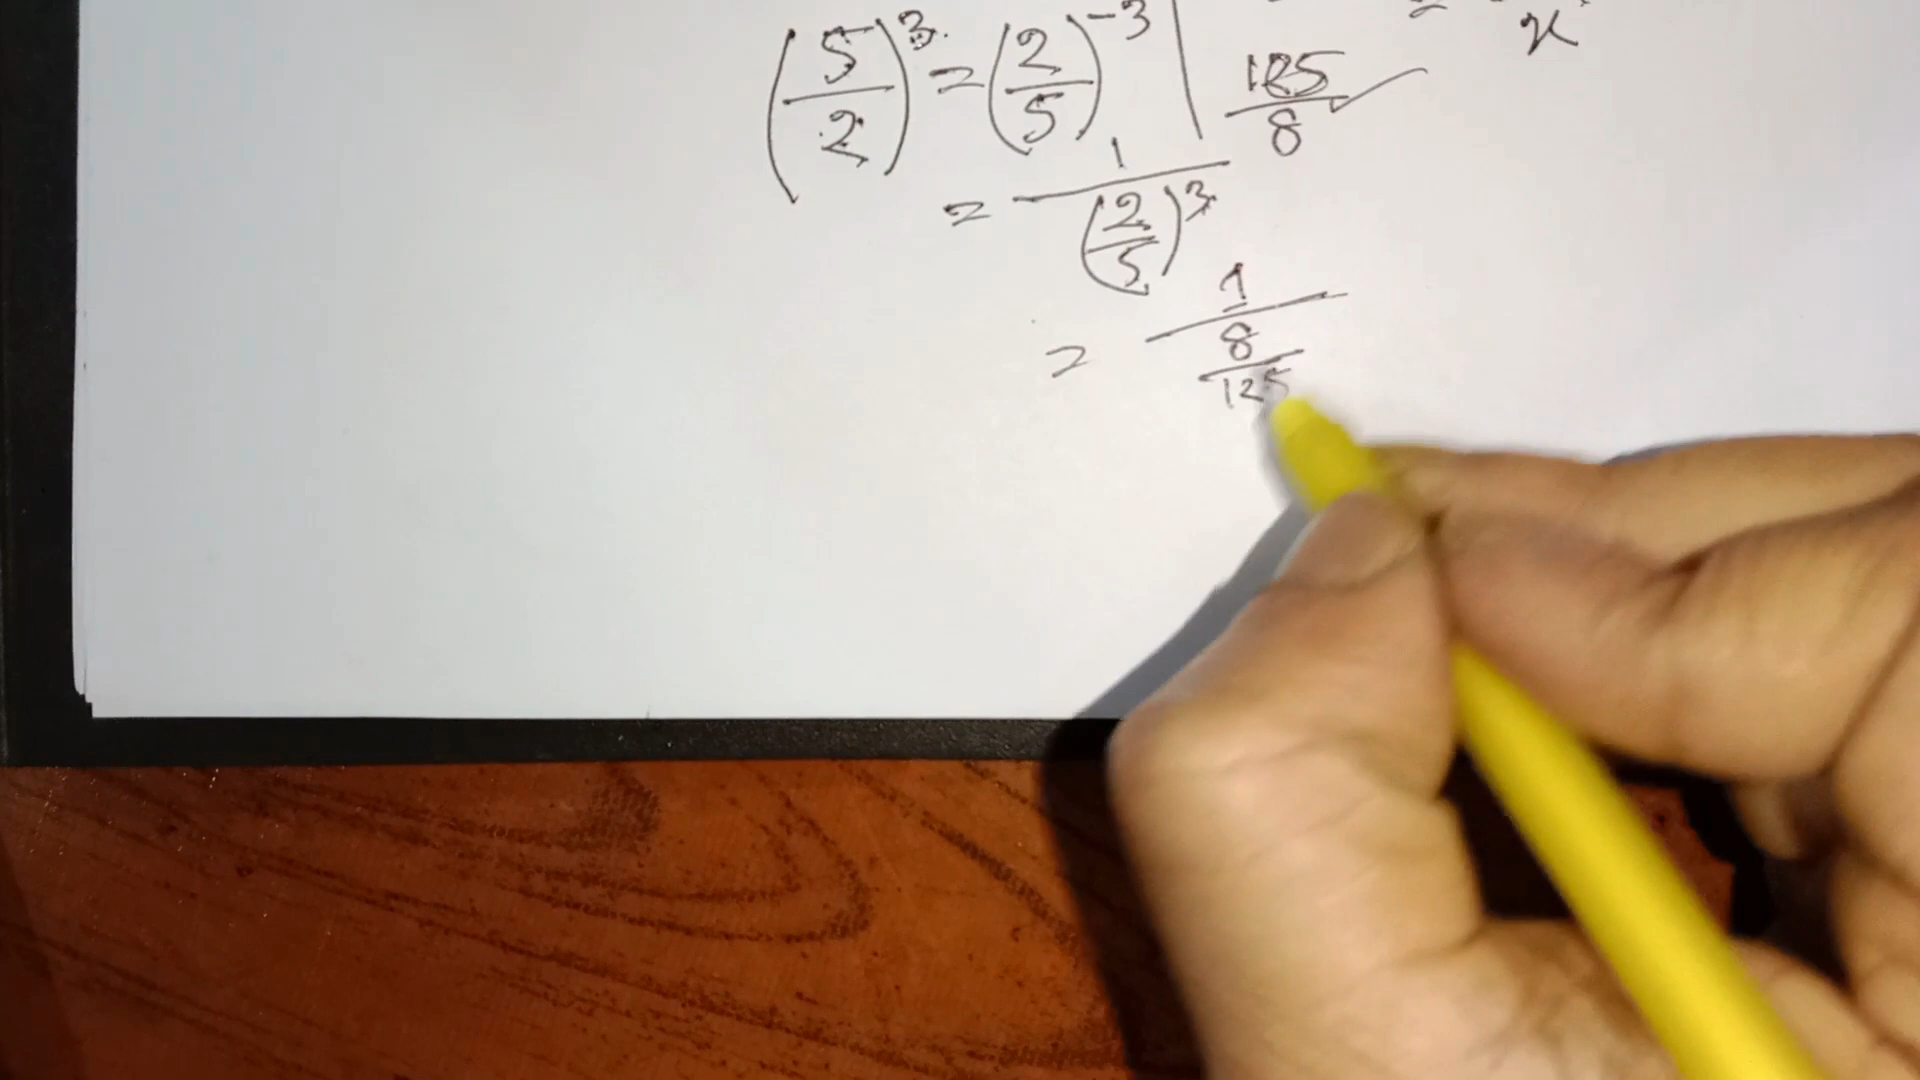 x
(5/2)^3 = (2/5)^-3 | 125/8 ✓
= 1/(2/5)^3
= 1/(8/125)